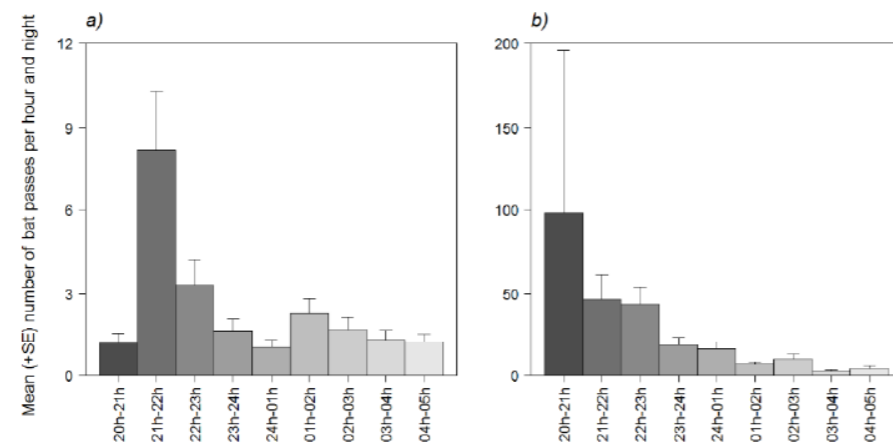 a)
b)
Mean (+SE) number of bat passes per hour and night
12
9
6
3
0
20h-21h
21h-22h
22h-23h
23h-24h
24h-01h
01h-02h
02h-03h
03h-04h
04h-05h
200
150
100
50
0
20h-21h
21h-22h
22h-23h
23h-24h
24h-01h
01h-02h
02h-03h
03h-04h
04h-05h